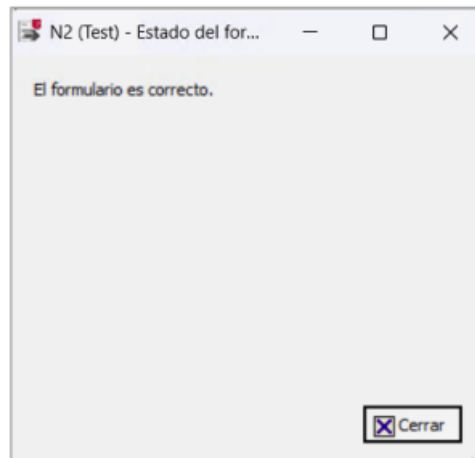 N2 (Test) - Estado del for...
El formulario es correcto.
Cerrar